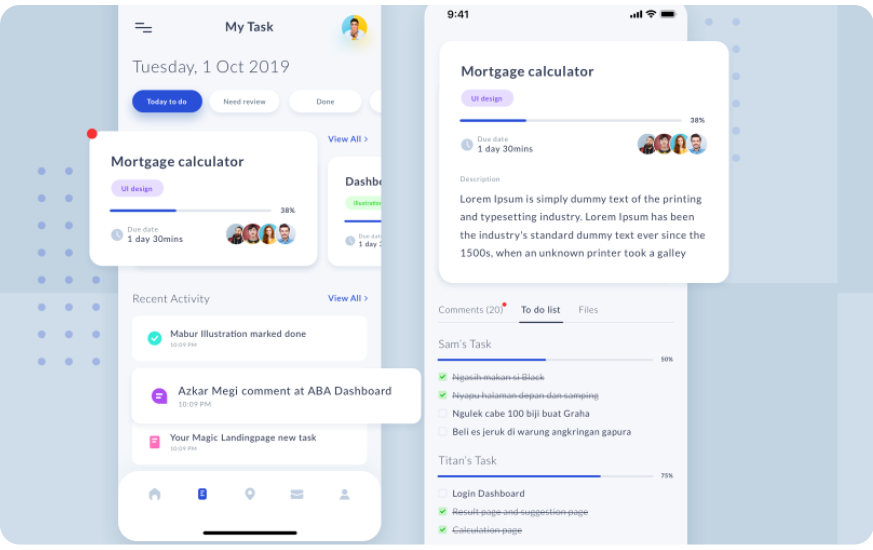 My Task
Tuesday, 1 Oct 2019
Today to do
Need review
Done
View All >
Mortgage calculator
UI design
38%
Due date
1 day 30mins
Dashb
Illustration
Due dat
1 day :
Recent Activity
View All >
Mabur Illustration marked done
10:09 PM
Azkar Megi comment at ABA Dashboard
10:09 PM
Your Magic Landingpage new task
10:09 PM
9:41
Mortgage calculator
UI design
38%
Due date
1 day 30mins
Description
Lorem Ipsum is simply dummy text of the printing
and typesetting industry. Lorem Ipsum has been
the industry's standard dummy text ever since the
1500s, when an unknown printer took a galley
Comments (20)
To do list
Files
Sam's Task
50%
Ngasih makan si Black
Nyapu halaman depan dan samping
Ngulek cabe 100 biji buat Graha
Beli es jeruk di warung angkringan gapura
Titan's Task
75%
Login Dashboard
Result page and suggestion page
Calculation page